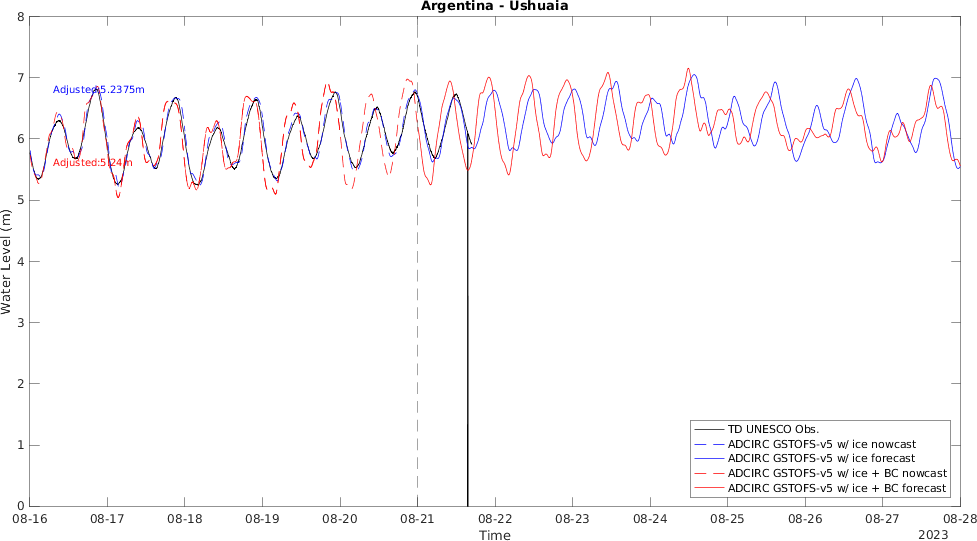 Argentina - Ushuaia
8
7
6
5
4
3
2
1
0
Water Level (m)
Adjusted:5.2375m
Adjusted:5.24m
TD UNESCO Obs.
ADCIRC GSTOFS-v5 w/ ice nowcast
ADCIRC GSTOFS-v5 w/ ice forecast
ADCIRC GSTOFS-v5 w/ ice + BC nowcast
ADCIRC GSTOFS-v5 w/ ice + BC forecast
08-16 08-17 08-18 08-19 08-20 08-21 08-22 08-23 08-24 08-25 08-26 08-27 08-28
Time
2023